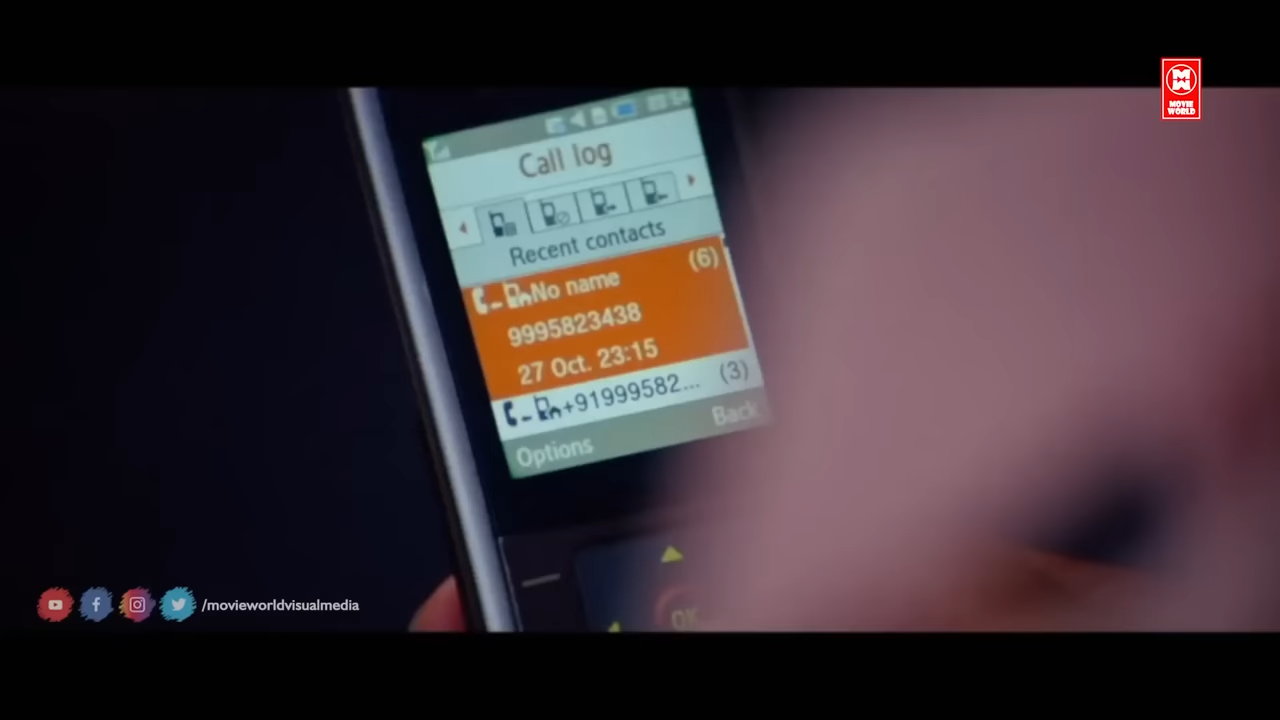 MOVIE
WORLD
Call log
Recent contacts
No name (6)
9995823438
27 Oct. 23:15
+91999582... (3)
Options Back
OK
/movieworldvisualmedia